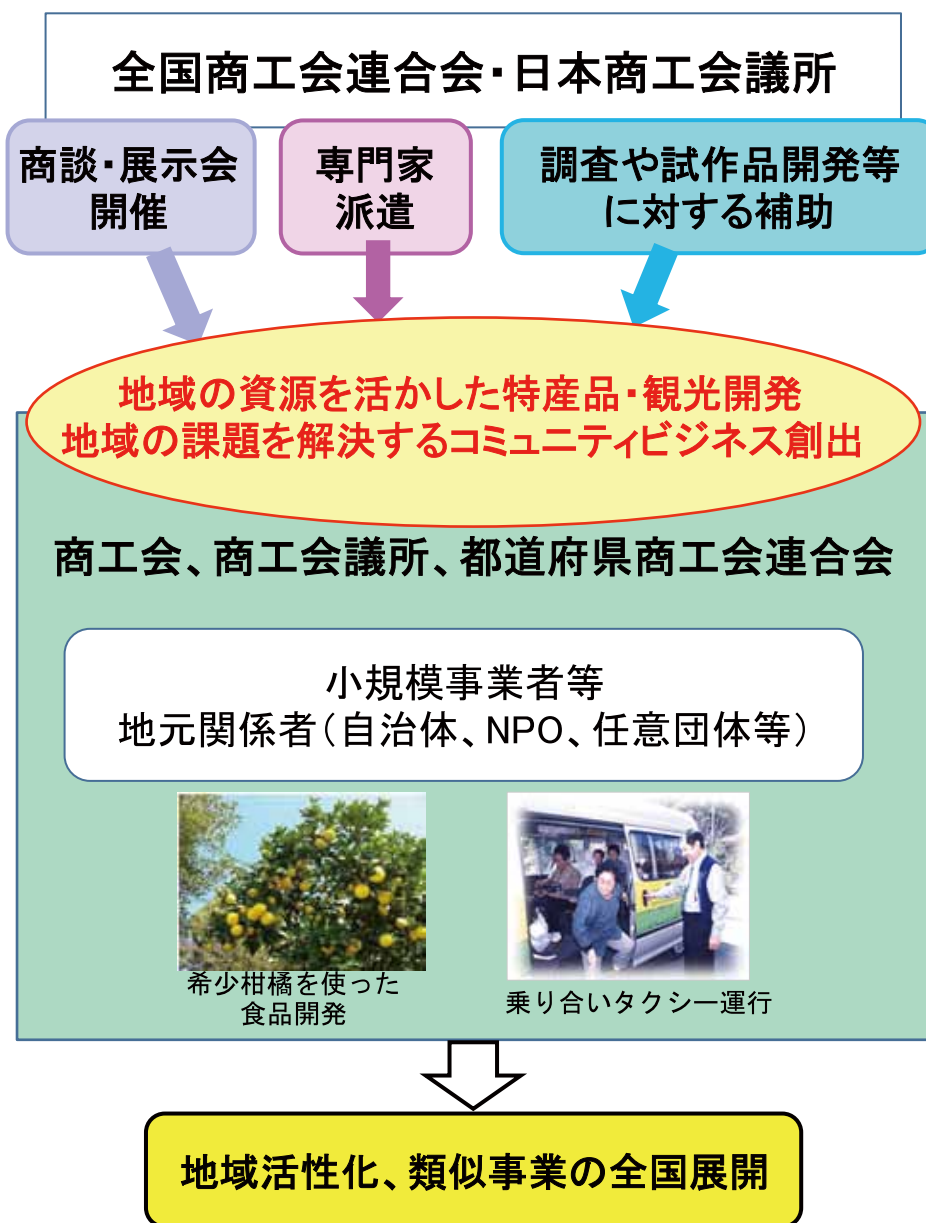 全国商工会連合会・日本商工会議所
商談・展示会
開催
専門家
派遣
調査や試作品開発等
に対する補助
地域の資源を活かした特産品・観光開発
地域の課題を解決するコミュニティビジネス創出
商工会、商工会議所、都道府県商工会連合会
小規模事業者等
地元関係者（自治体、NPO、任意団体等）
希少柑橘を使った
食品開発
乗り合いタクシー運行
地域活性化、類似事業の全国展開